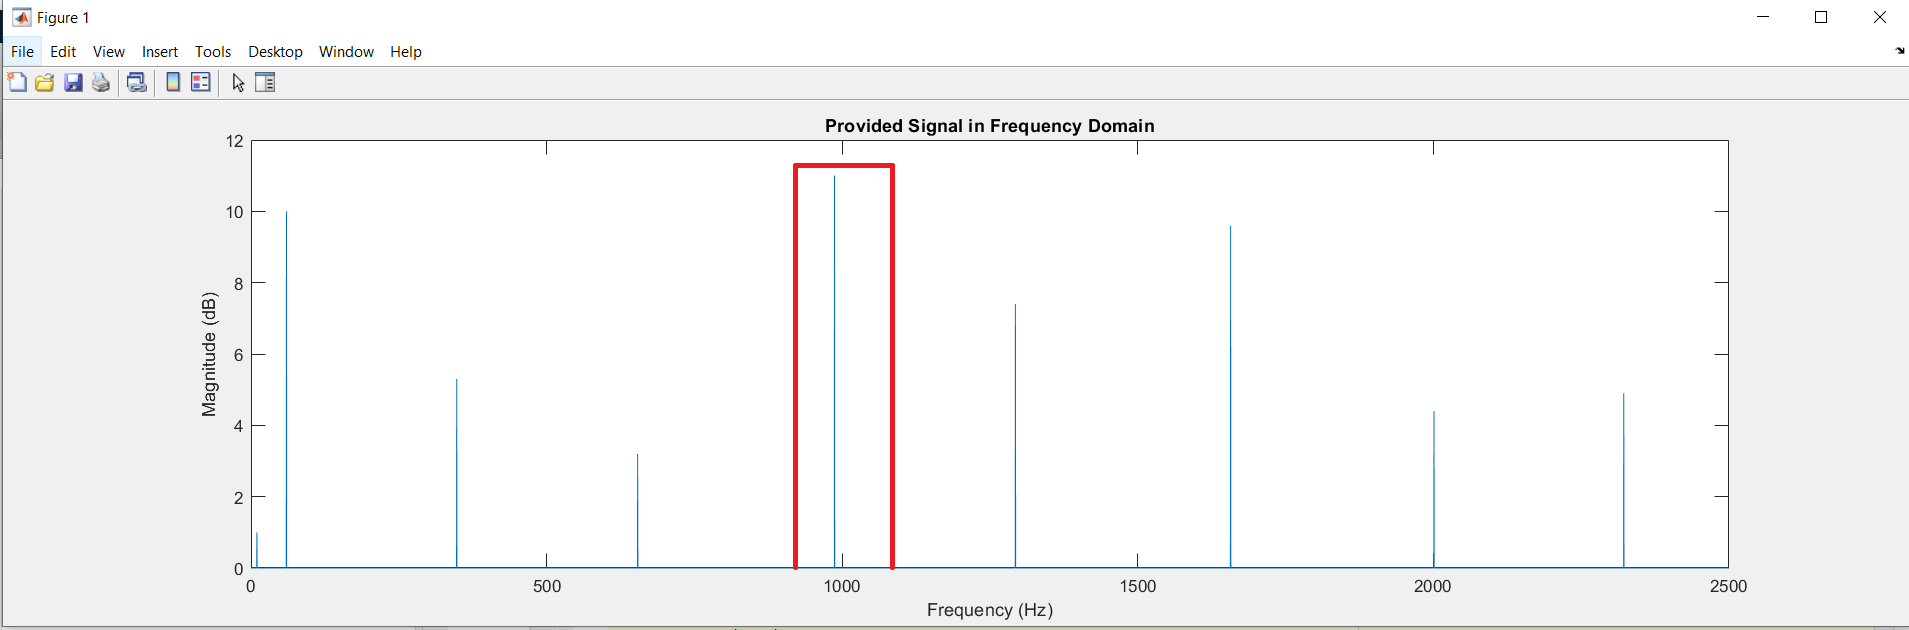 Figure 1
File Edit View Insert Tools Desktop Window Help
Provided Signal in Frequency Domain
12
10
8
6
4
2
0
Magnitude (dB)
0 500 1000 1500 2000 2500
Frequency (Hz)